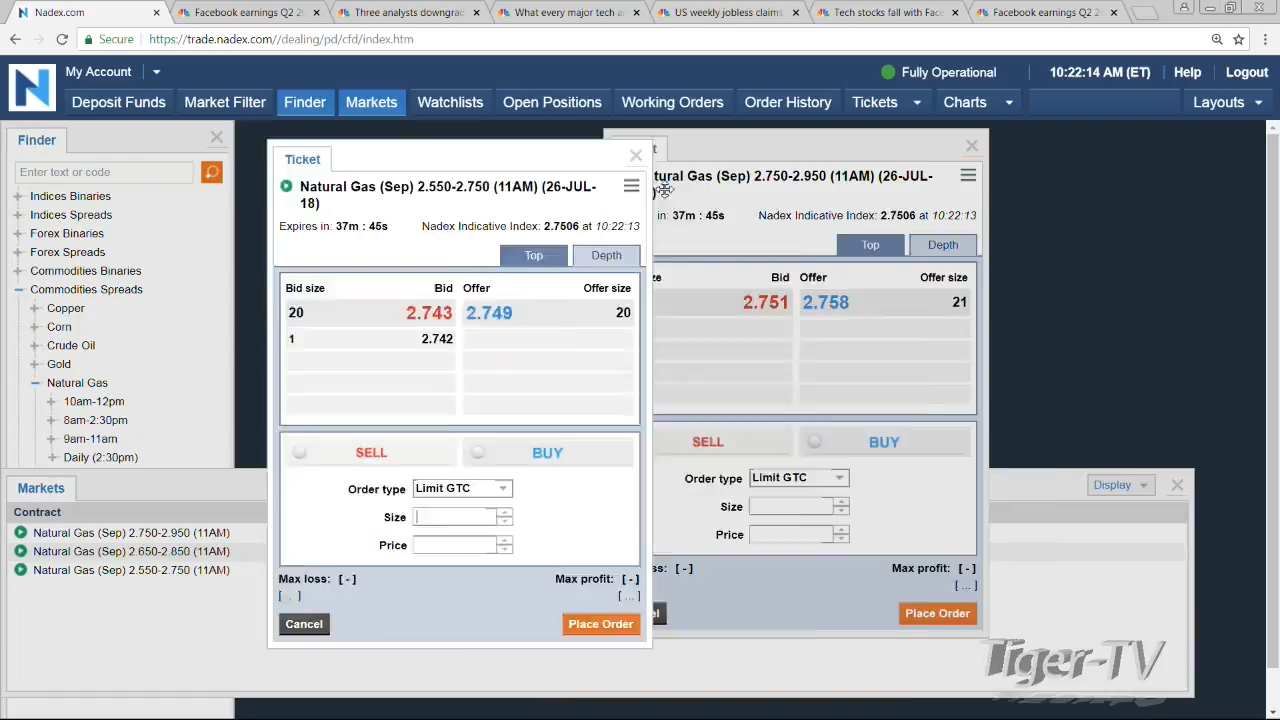 Nadex.com
Facebook earnings Q2 20
Three analysts downgrad
What every major tech a
US weekly jobless claims
Tech stocks fall with Face
Facebook earnings Q2 2
Secure
https://trade.nadex.com//dealing/pd/cfd/index.htm
N
My Account
Fully Operational
10:22:14 AM (ET)
Help
Logout
Deposit Funds
Market Filter
Finder
Markets
Watchlists
Open Positions
Working Orders
Order History
Tickets
Charts
Layouts
Finder
Enter text or code
Indices Binaries
Indices Spreads
Forex Binaries
Forex Spreads
Commodities Binaries
Commodities Spreads
Copper
Corn
Crude Oil
Gold
Natural Gas
10am-12pm
8am-2:30pm
9am-11am
Daily (2:30pm)
Ticket
Natural Gas (Sep) 2.550-2.750 (11AM) (26-JUL-
18)
Expires in: 37m : 45s
Nadex Indicative Index: 2.7506 at 10:22:13
Top
Depth
Bid size
Bid
Offer
Offer size
20
2.743
2.749
20
1
2.742
SELL
BUY
Order type
Limit GTC
Size
Price
Max loss: [-]
Max profit: [-]
[...]
[...]
Cancel
Place Order
t
tural Gas (Sep) 2.750-2.950 (11AM) (26-JUL-
)
in: 37m : 45s
Nadex Indicative Index: 2.7506 at 10:22:13
Top
Depth
ze
Bid
Offer
Offer size
2.751
2.758
21
SELL
BUY
Order type
Limit GTC
Size
Price
ss: [-]
Max profit: [-]
[...]
el
Place Order
Markets
Display
Contract
Natural Gas (Sep) 2.750-2.950 (11AM)
Natural Gas (Sep) 2.650-2.850 (11AM)
Natural Gas (Sep) 2.550-2.750 (11AM)
Tiger-TV